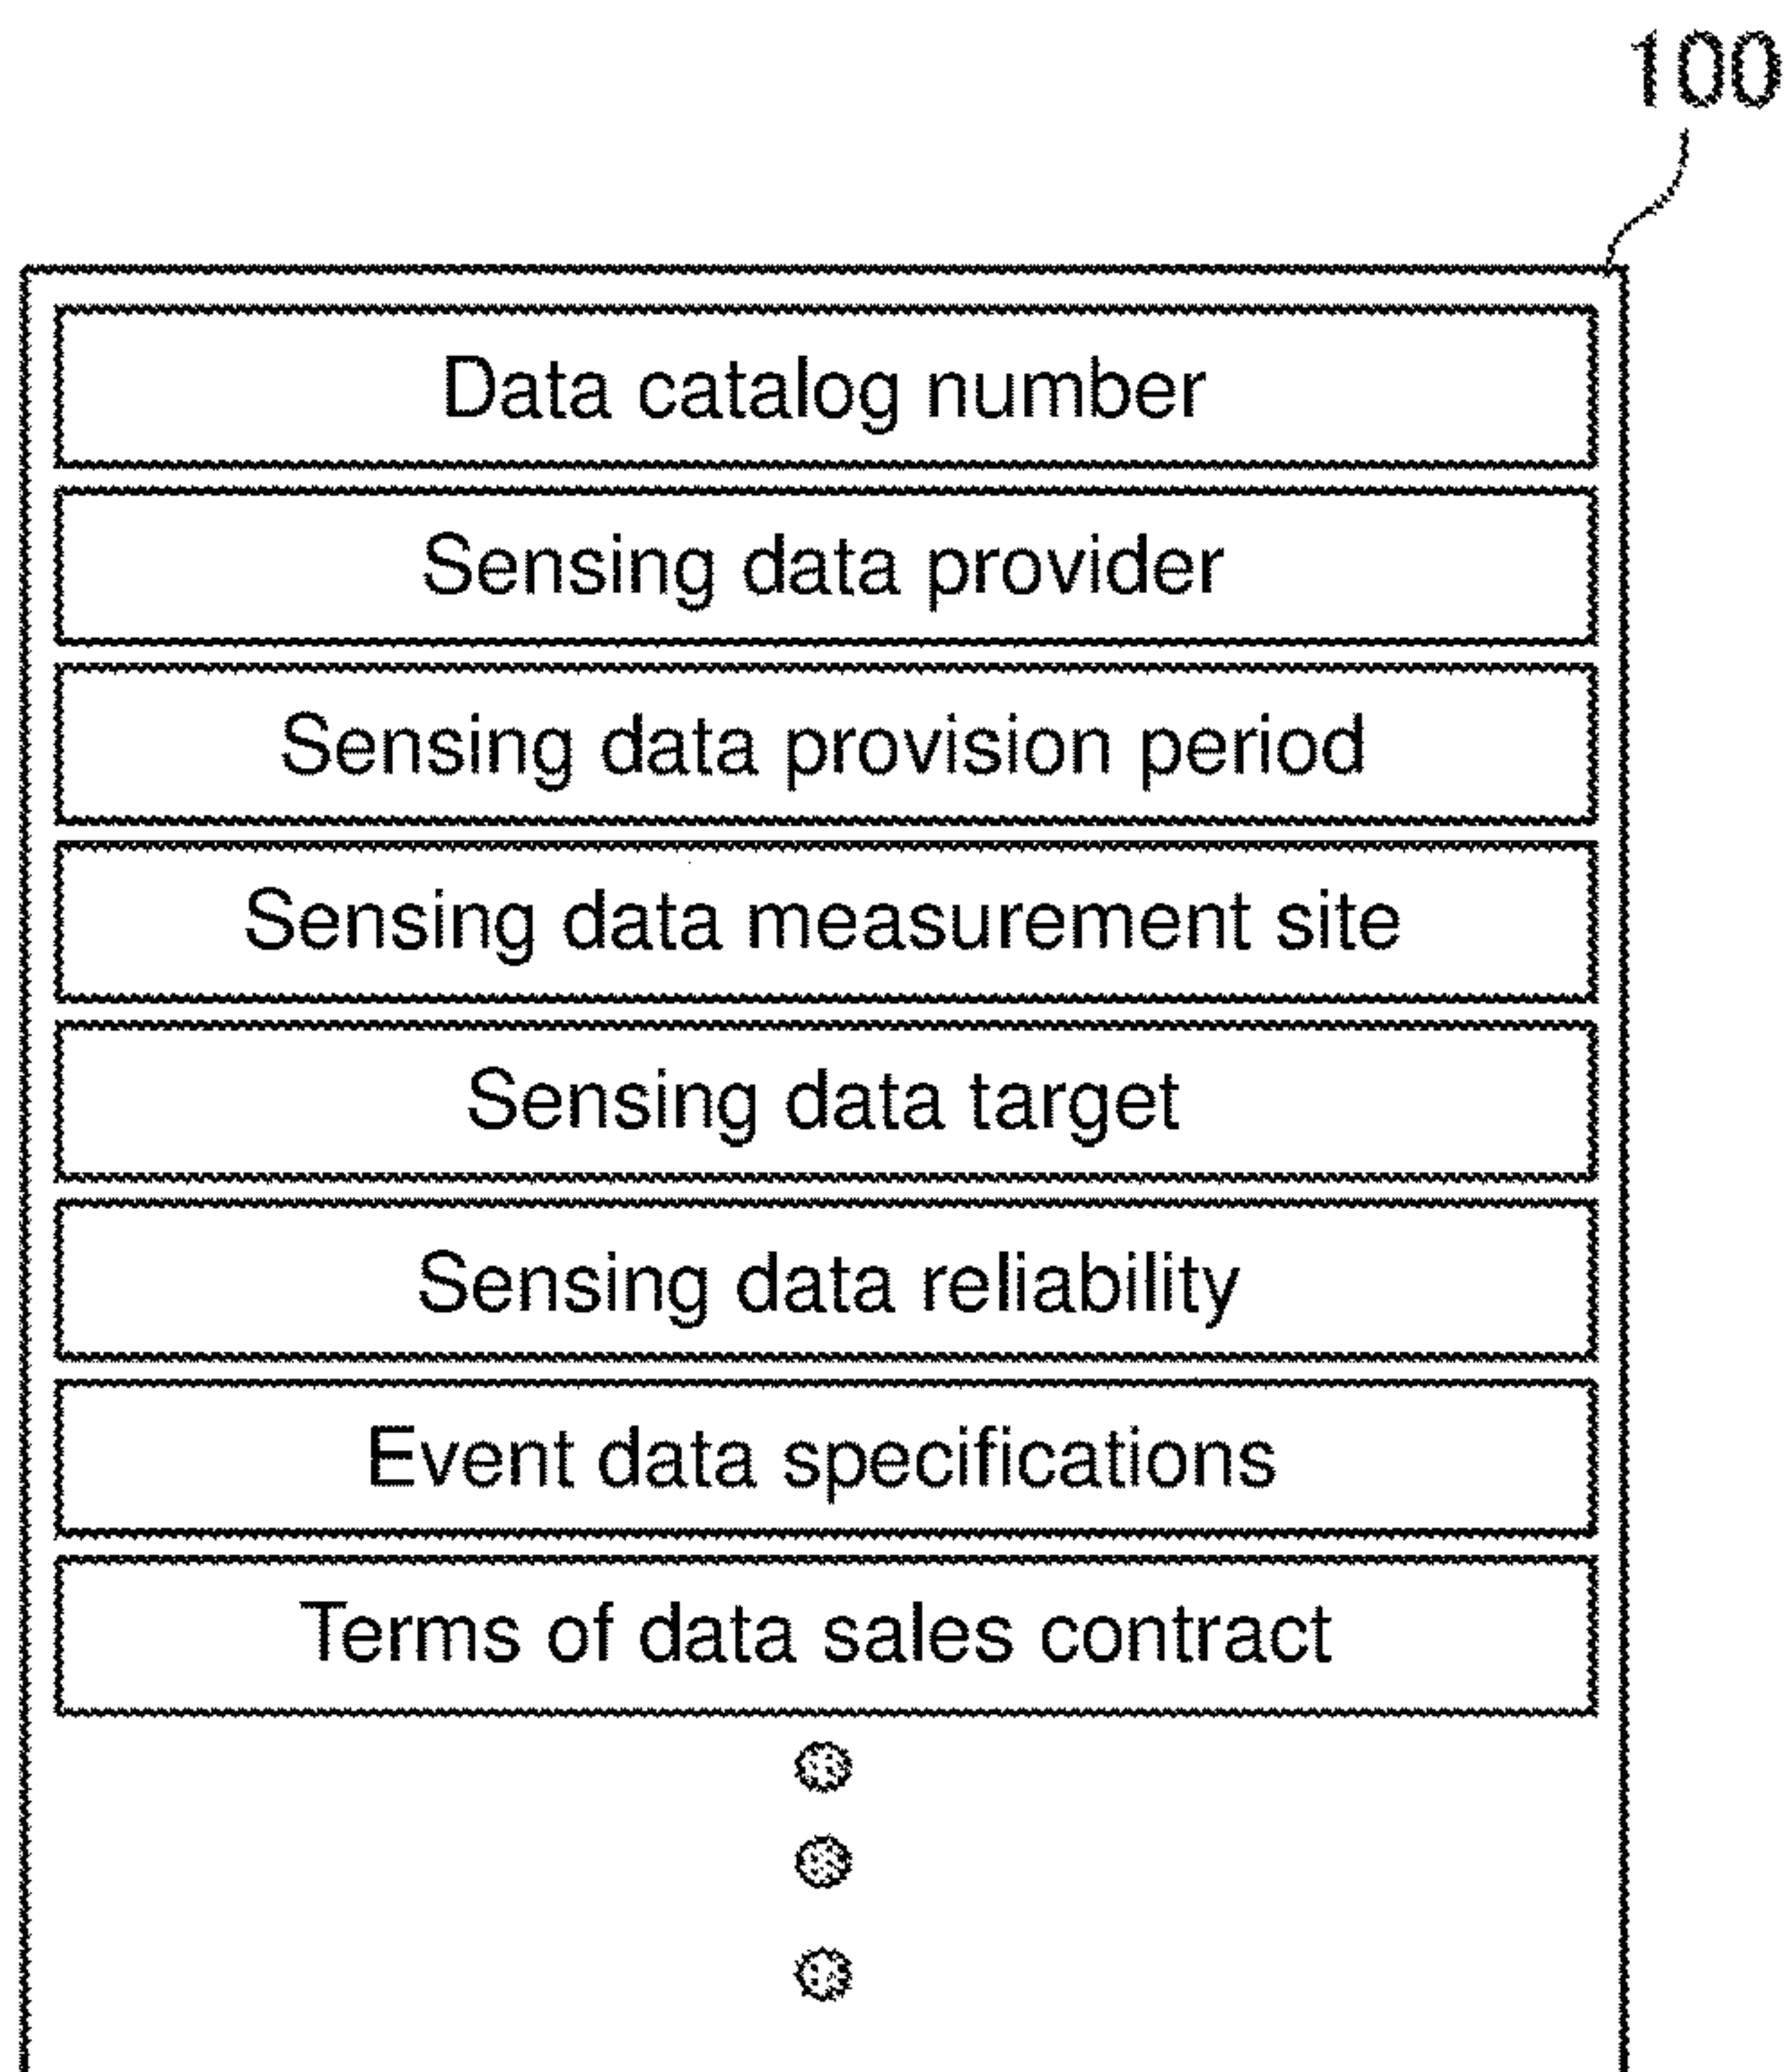 100
Data catalog number
Sensing data provider
Sensing data provision period
Sensing data measurement site
Sensing data target
Sensing data reliability
Event data specifications
Terms of data sales contract